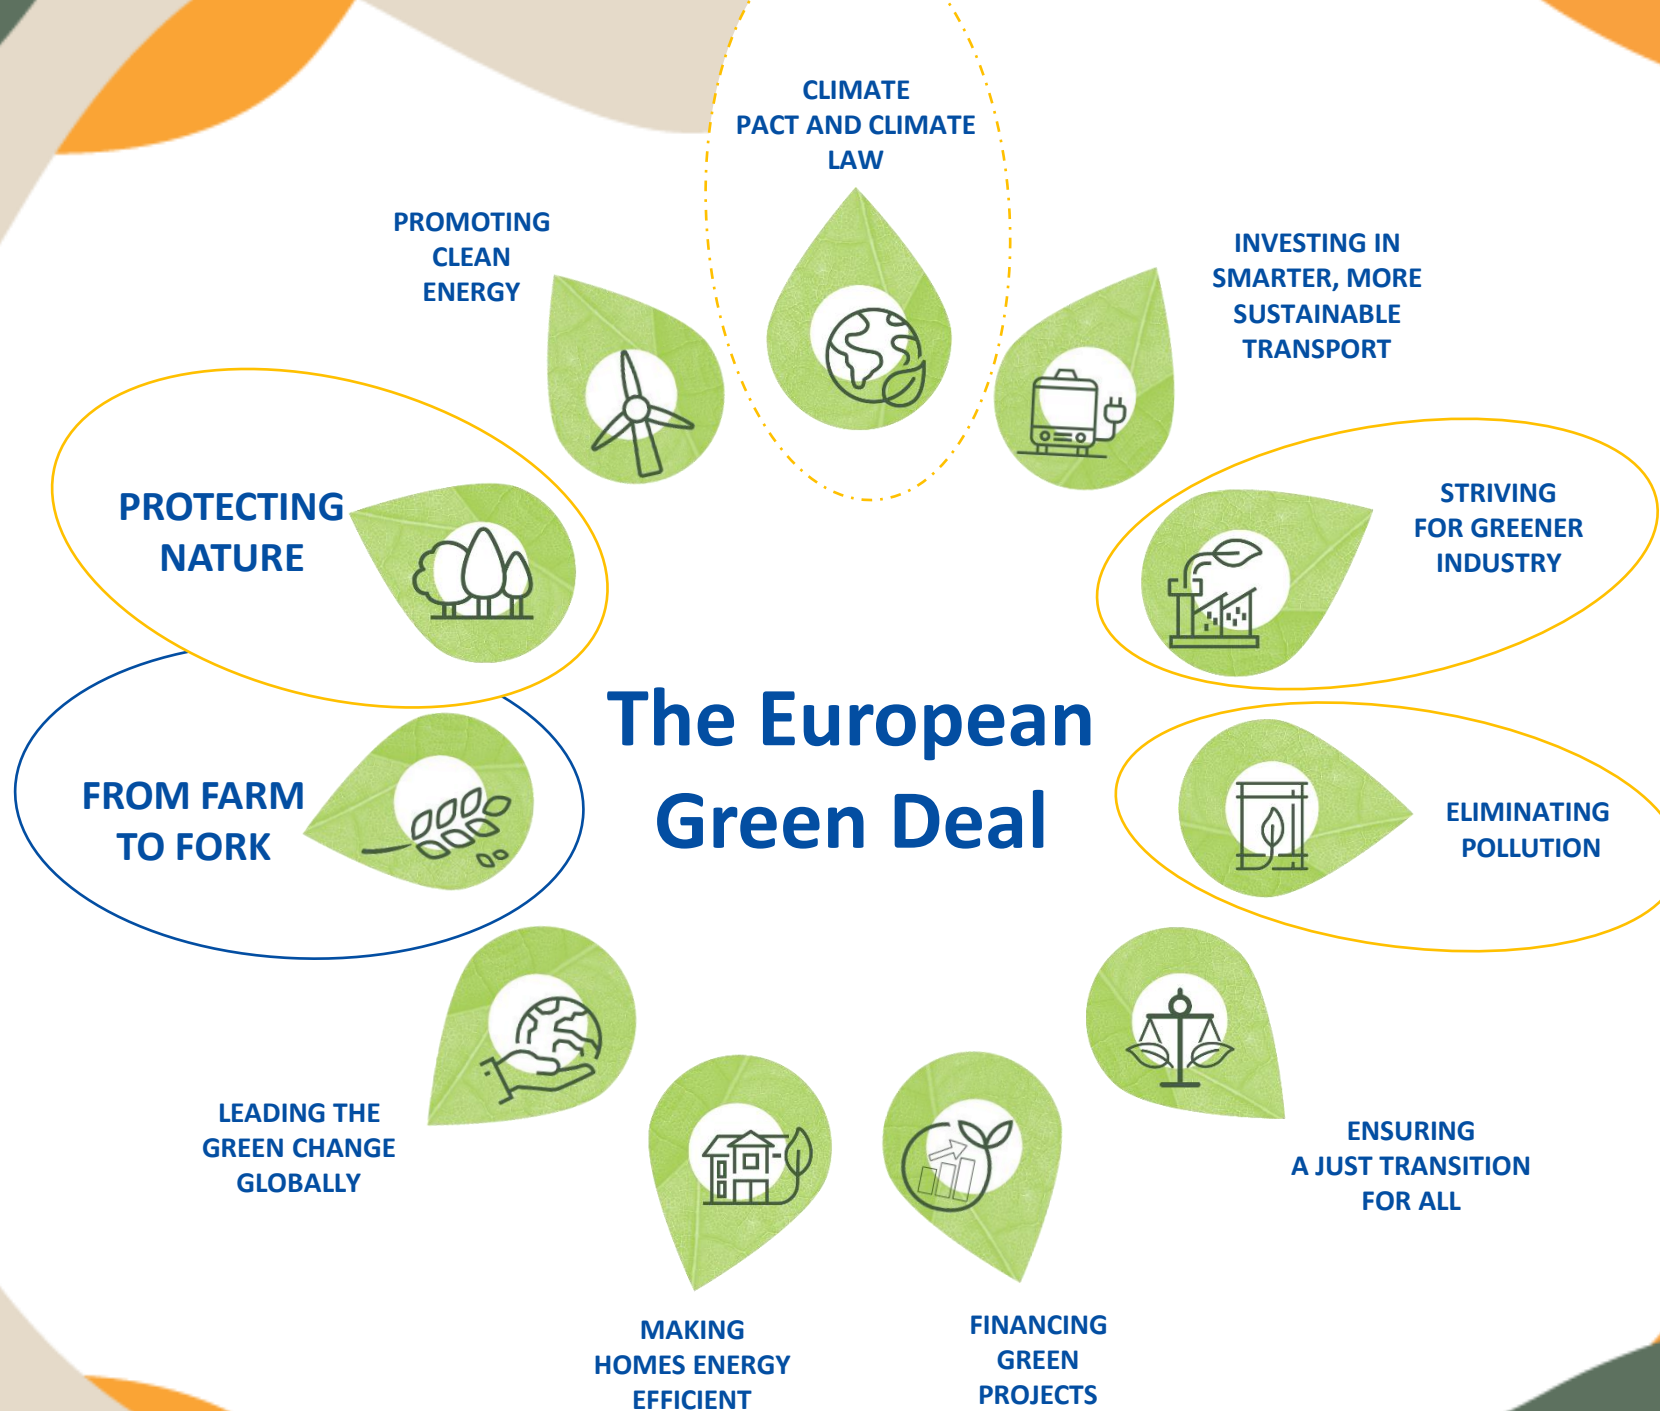 CLIMATE
PACT AND CLIMATE
LAW
PROMOTING
CLEAN
ENERGY
INVESTING IN
SMARTER, MORE
SUSTAINABLE
TRANSPORT
PROTECTING
NATURE
STRIVING
FOR GREENER
INDUSTRY
The European
Green Deal
FROM FARM
TO FORK
ELIMINATING
POLLUTION
LEADING THE
GREEN CHANGE
GLOBALLY
ENSURING
A JUST TRANSITION
FOR ALL
MAKING
HOMES ENERGY
EFFICIENT
FINANCING
GREEN
PROJECTS